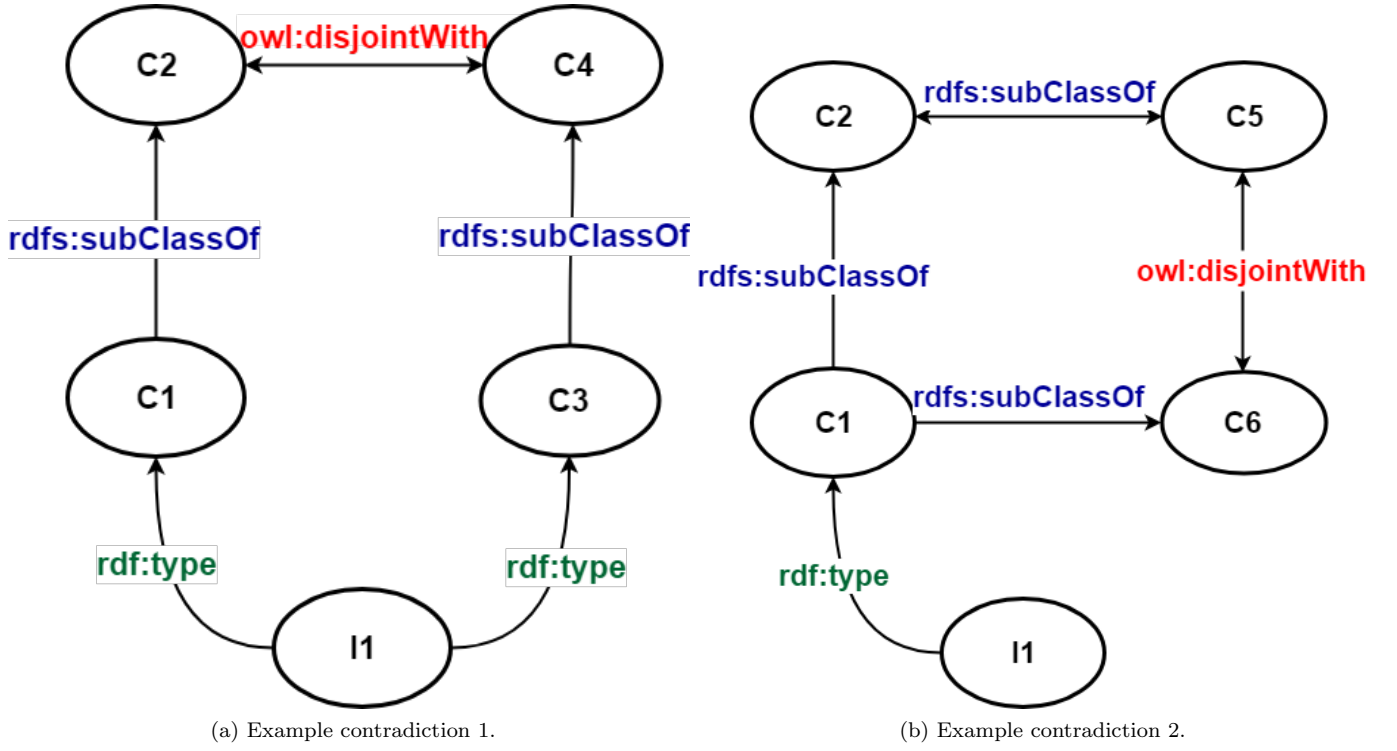 owl:disjointWith
C2
C4
rdfs:subClassOf
rdfs:subClassOf
C1
C3
rdf:type
rdf:type
I1
(a) Example contradiction 1.
rdfs:subClassOf
C2
C5
rdfs:subClassOf
owl:disjointWith
rdfs:subClassOf
C1
C6
rdf:type
I1
(b) Example contradiction 2.